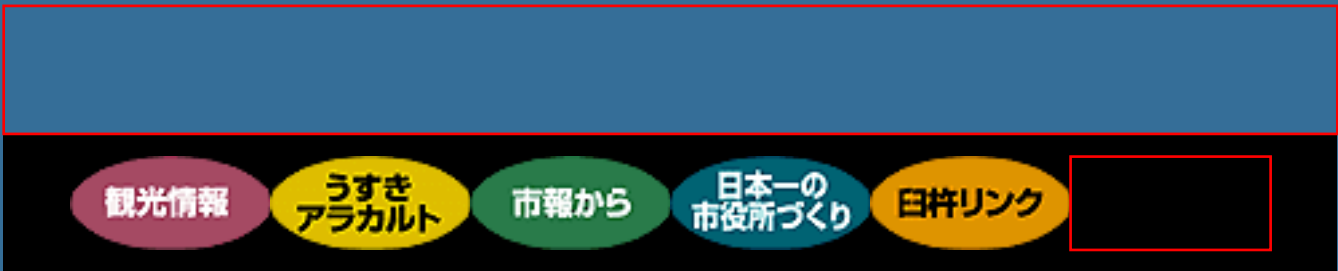 観光情報
うすき
アラカルト
市報から
日本一の
市役所づくり
臼杵リンク